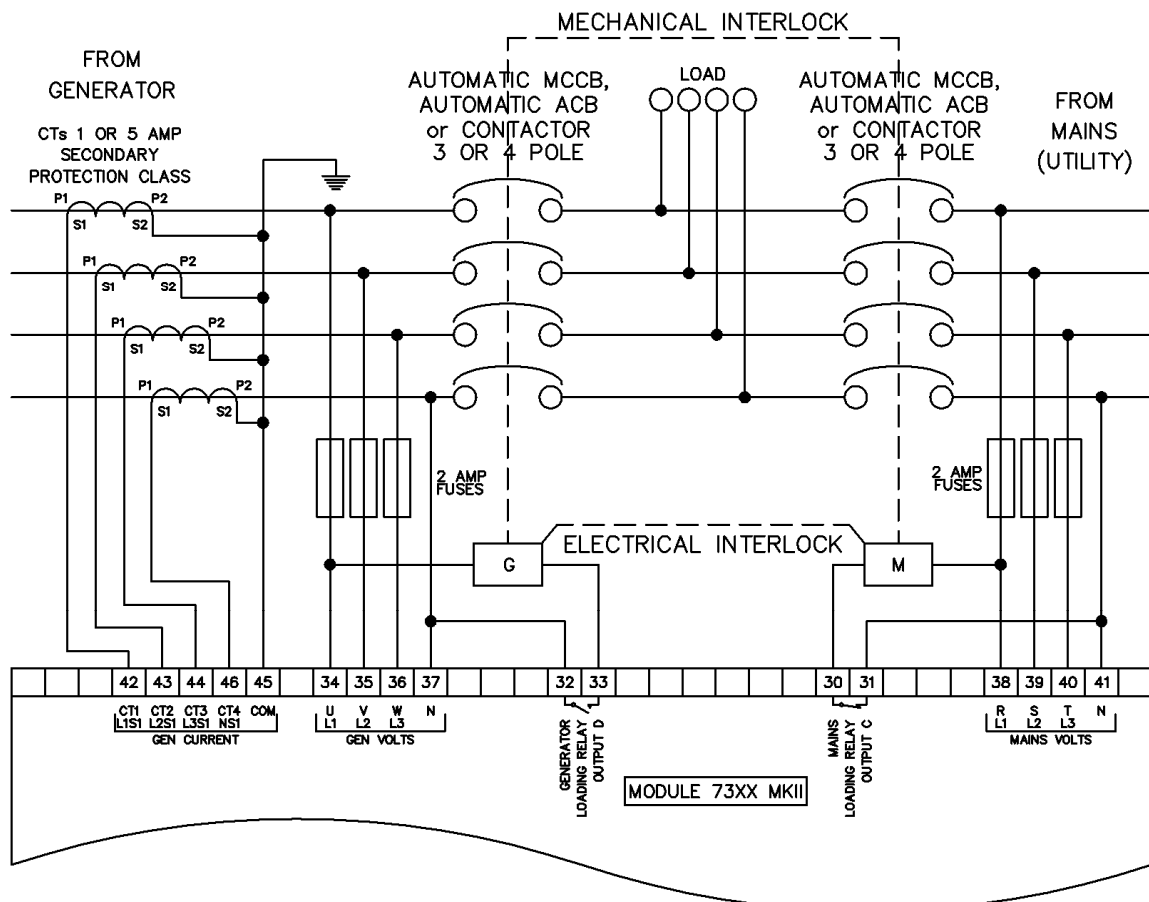 MECHANICAL INTERLOCK
FROM
GENERATOR
CTs 1 OR 5 AMP
SECONDARY
PROTECTION CLASS
AUTOMATIC MCCB,
AUTOMATIC ACB
or CONTACTOR
3 OR 4 POLE
LOAD
AUTOMATIC MCCB,
AUTOMATIC ACB
or CONTACTOR
3 OR 4 POLE
FROM
MAINS
(UTILITY)
P1 P2
S1 S2
P1 P2
S1 S2
P1 P2
S1 S2
P1 P2
S1 S2
2 AMP
FUSES
2 AMP
FUSES
ELECTRICAL INTERLOCK
G
M
42 43 44 46 45 34 35 36 37 32 33 30 31 38 39 40 41
CT1 CT2 CT3 CT4 COM.
L1S1 L2S1 L3S1 NS1
GEN CURRENT
U V W N
L1 L2 L3
GEN VOLTS
GENERATOR
LOADING RELAY
OUTPUT D
MAINS
LOADING RELAY
OUTPUT C
R S T N
L1 L2 L3
MAINS VOLTS
MODULE 73XX MKII